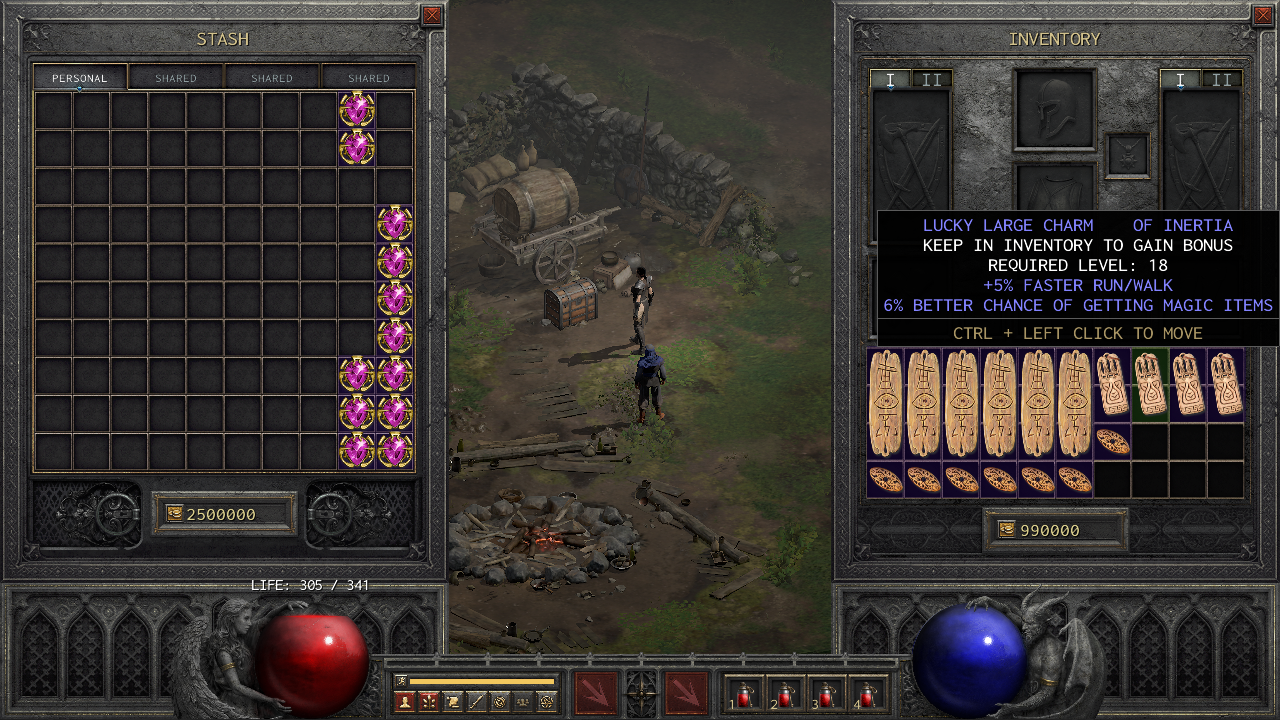 STASH
PERSONAL SHARED SHARED SHARED
2500000
INVENTORY
I II I II
LUCKY LARGE CHARM OF INERTIA
KEEP IN INVENTORY TO GAIN BONUS
REQUIRED LEVEL: 18
+5% FASTER RUN/WALK
6% BETTER CHANCE OF GETTING MAGIC ITEMS
CTRL + LEFT CLICK TO MOVE
990000
LIFE: 305 / 341
1 2 3 4